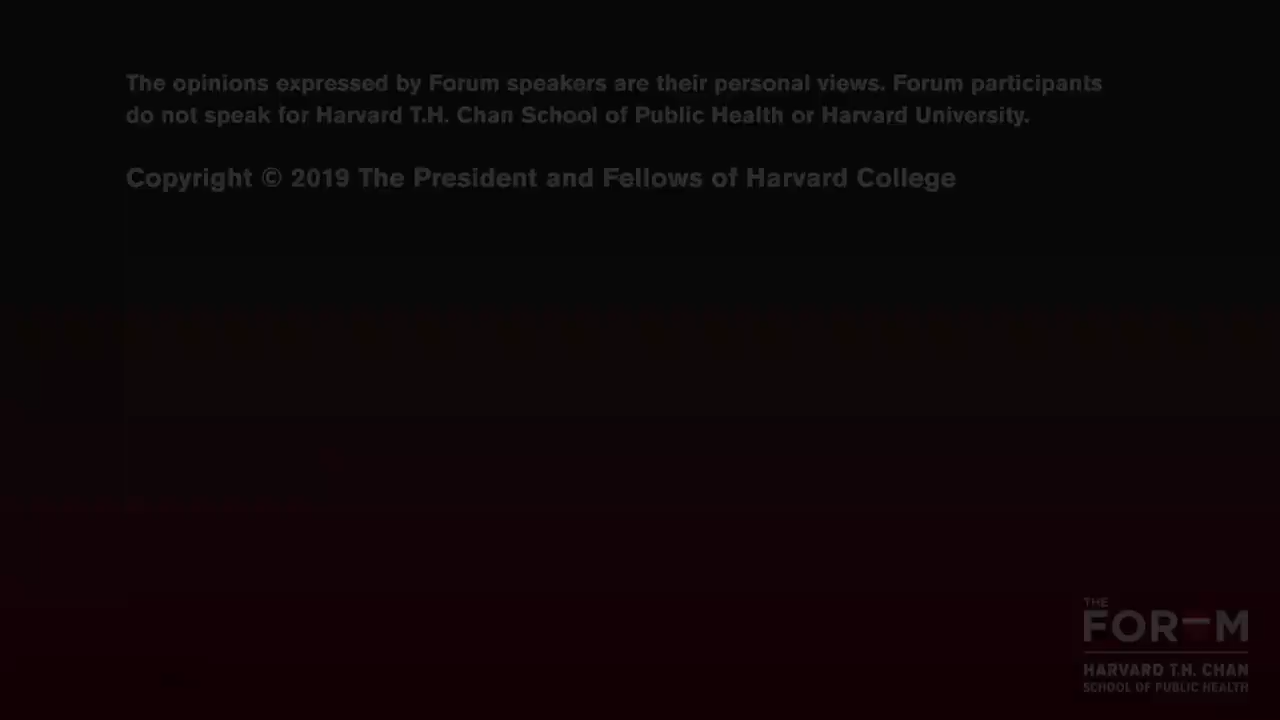 The opinions expressed by Forum speakers are their personal views. Forum participants
do not speak for Harvard T.H. Chan School of Public Health or Harvard University.
Copyright © 2019 The President and Fellows of Harvard College
THE
FORUM
HARVARD T.H. CHAN
SCHOOL OF PUBLIC HEALTH